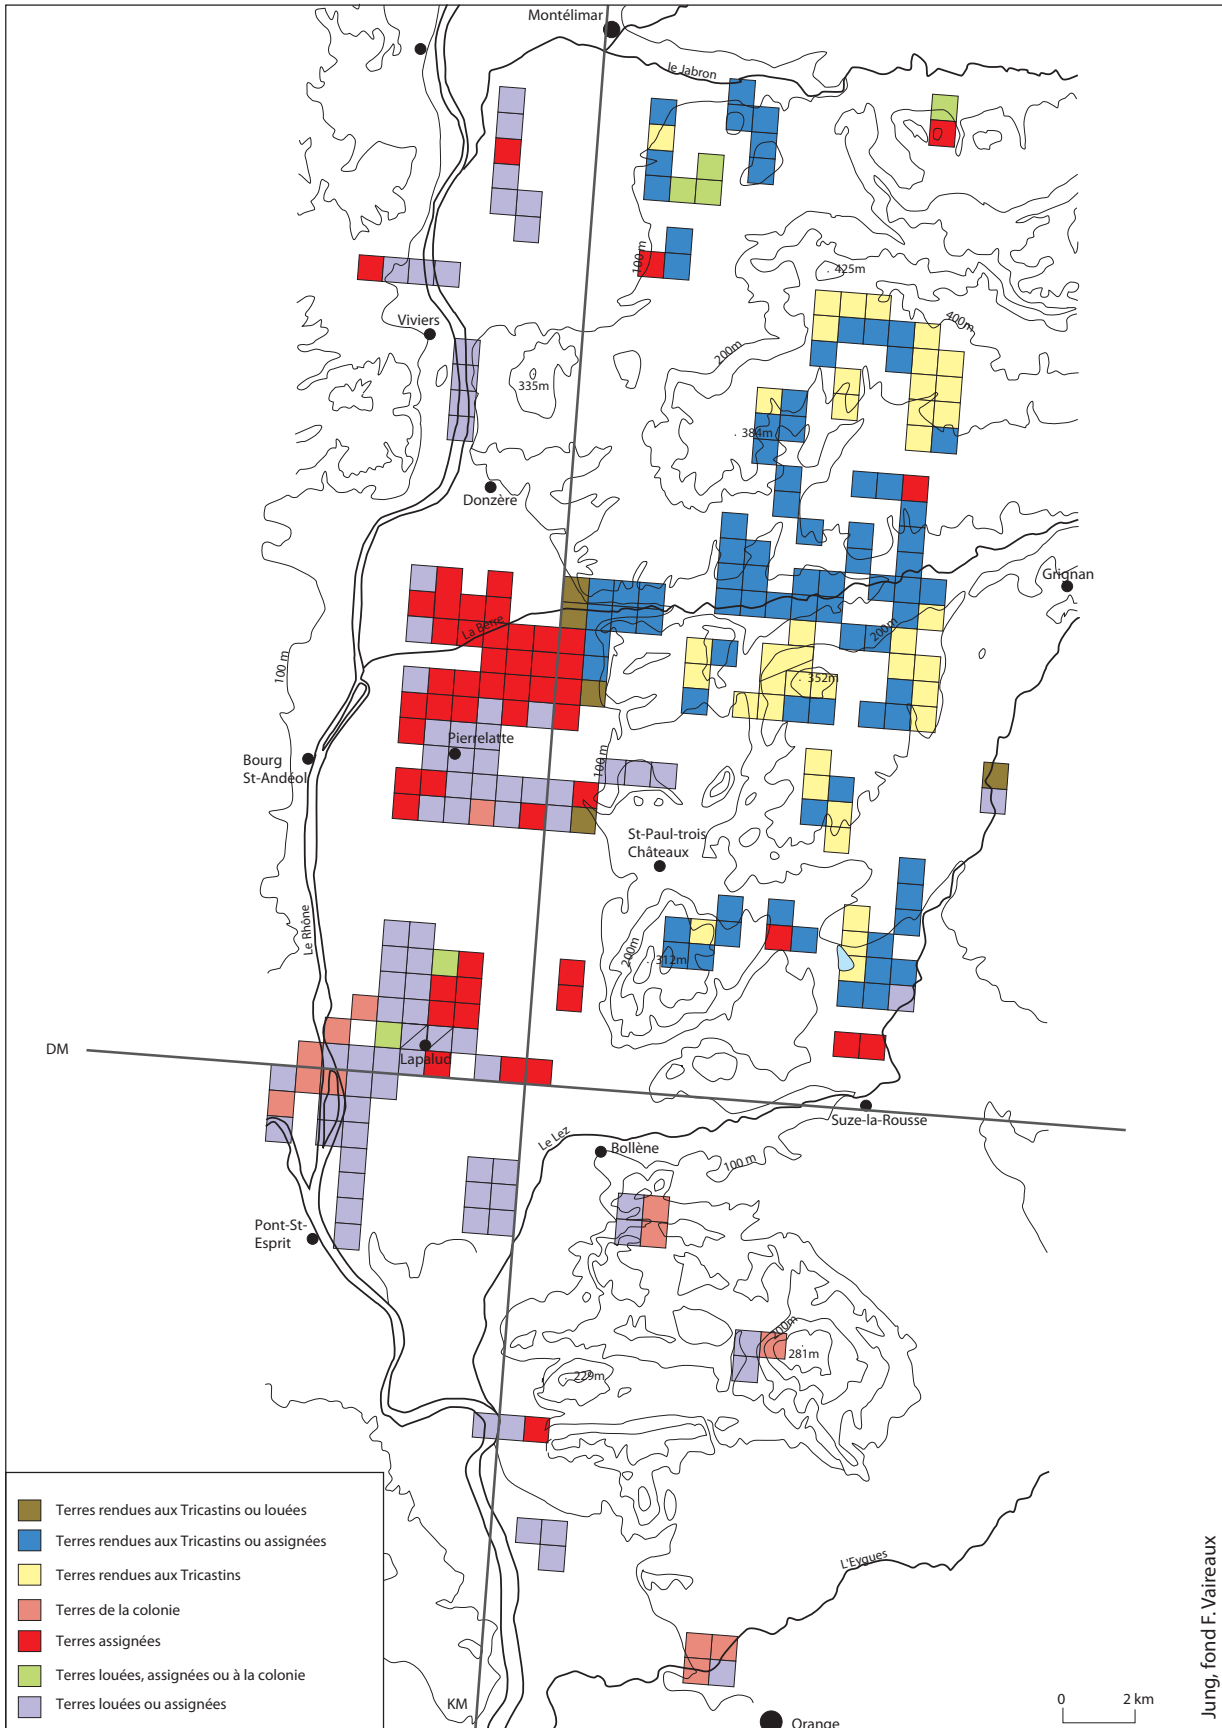 Montélimar
le Jabron
100 m
425m
400m
Viviers
200m
335m
384m
Donzère
Grignan
La Berre
200m
100 m
352m
Pierrelatte
100 m
Bourg
St-Andéol
St-Paul-trois
Châteaux
Le Rhône
200m
312m
DM
Lapaluc
Suze-la-Rousse
Le Lez
Bollène
100 m
Pont-St-
Esprit
200m
281m
229m
L'Eygues
KM
Orange
Terres rendues aux Tricastins ou louées
Terres rendues aux Tricastins ou assignées
Terres rendues aux Tricastins
Terres de la colonie
Terres assignées
Terres louées, assignées ou à la colonie
Terres louées ou assignées
0 2 km
Jung, fond F. Vaireaux